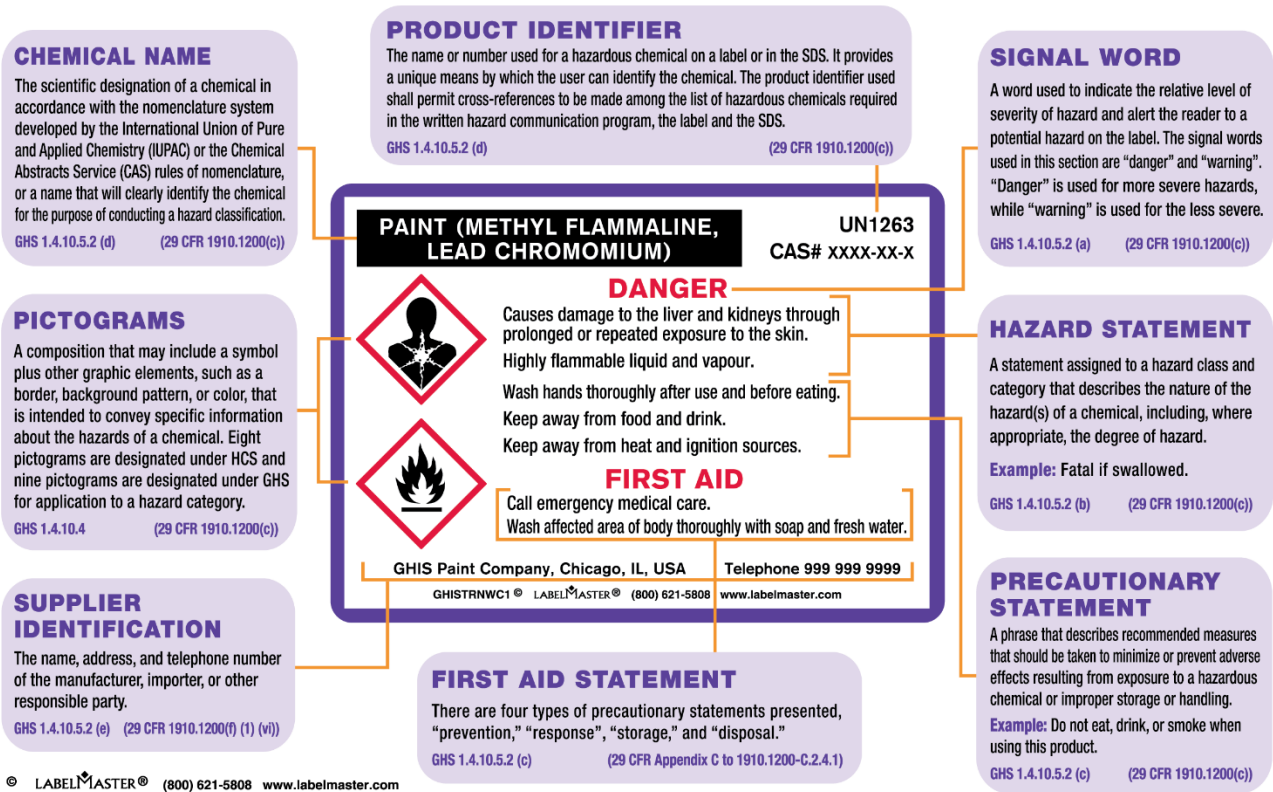 PRODUCT IDENTIFIER
The name or number used for a hazardous chemical on a label or in the SDS. It provides
a unique means by which the user can identify the chemical. The product identifier used
shall permit cross-references to be made among the list of hazardous chemicals required
in the written hazard communication program, the label and the SDS.
GHS 1.4.10.5.2 (d) (29 CFR 1910.1200(c))
CHEMICAL NAME
The scientific designation of a chemical in
accordance with the nomenclature system
developed by the International Union of Pure
and Applied Chemistry (IUPAC) or the Chemical
Abstracts Service (CAS) rules of nomenclature,
or a name that will clearly identify the chemical
for the purpose of conducting a hazard classification.
GHS 1.4.10.5.2 (d) (29 CFR 1910.1200(c))
SIGNAL WORD
A word used to indicate the relative level of
severity of hazard and alert the reader to a
potential hazard on the label. The signal words
used in this section are “danger” and “warning”.
“Danger” is used for more severe hazards,
while “warning” is used for the less severe.
GHS 1.4.10.5.2 (a) (29 CFR 1910.1200(c))
PAINT (METHYL FLAMMALINE,
LEAD CHROMOMIUM)
UN1263
CAS# XXXX-XX-X
DANGER
Causes damage to the liver and kidneys through
prolonged or repeated exposure to the skin.
Highly flammable liquid and vapour.
Wash hands thoroughly after use and before eating.
Keep away from food and drink.
Keep away from heat and ignition sources.
FIRST AID
Call emergency medical care.
Wash affected area of body thoroughly with soap and fresh water.
GHIS Paint Company, Chicago, IL, USA Telephone 999 999 9999
GHISTRNWC1 © LABELMASTER® (800) 621-5808 www.labelmaster.com
PICTOGRAMS
A composition that may include a symbol
plus other graphic elements, such as a
border, background pattern, or color, that
is intended to convey specific information
about the hazards of a chemical. Eight
pictograms are designated under HCS and
nine pictograms are designated under GHS
for application to a hazard category.
GHS 1.4.10.4 (29 CFR 1910.1200(c))
HAZARD STATEMENT
A statement assigned to a hazard class and
category that describes the nature of the
hazard(s) of a chemical, including, where
appropriate, the degree of hazard.
Example: Fatal if swallowed.
GHS 1.4.10.5.2 (b) (29 CFR 1910.1200(c))
SUPPLIER
IDENTIFICATION
The name, address, and telephone number
of the manufacturer, importer, or other
responsible party.
GHS 1.4.10.5.2 (e) (29 CFR 1910.1200(f) (1) (vi))
FIRST AID STATEMENT
There are four types of precautionary statements presented,
“prevention,” “response”, “storage,” and “disposal.”
GHS 1.4.10.5.2 (c) (29 CFR Appendix C to 1910.1200-C.2.4.1)
PRECAUTIONARY
STATEMENT
A phrase that describes recommended measures
that should be taken to minimize or prevent adverse
effects resulting from exposure to a hazardous
chemical or improper storage or handling.
Example: Do not eat, drink, or smoke when
using this product.
GHS 1.4.10.5.2 (c) (29 CFR 1910.1200(c))
© LABELMASTER® (800) 621-5808 www.labelmaster.com